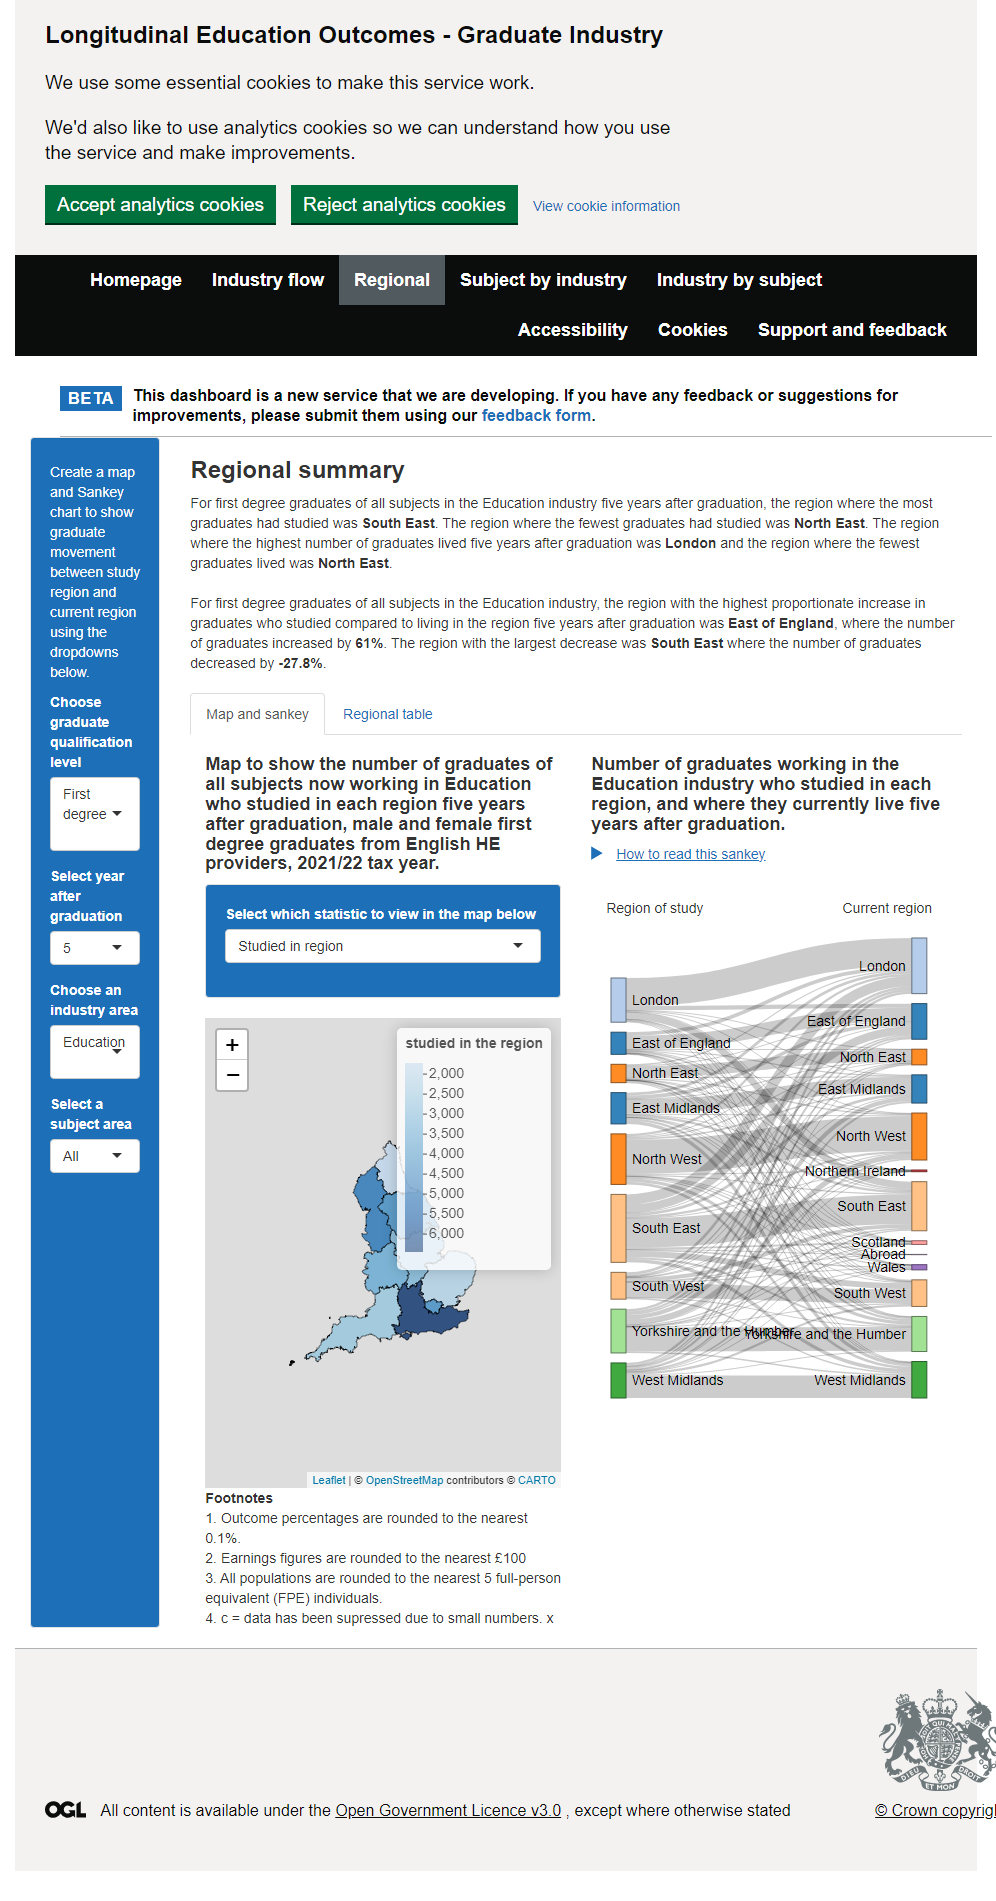 Longitudinal Education Outcomes - Graduate Industry
We use some essential cookies to make this service work.
We'd also like to use analytics cookies so we can understand how you use
the service and make improvements.
Accept analytics cookies
Reject analytics cookies
View cookie information
Homepage
Industry flow
Regional
Subject by industry
Industry by subject
Accessibility
Cookies
Support and feedback
BETA
This dashboard is a new service that we are developing. If you have any feedback or suggestions for
improvements, please submit them using our feedback form.
Create a map
and Sankey
chart to show
graduate
movement
between study
region and
current region
using the
dropdowns
below.
Choose
graduate
qualification
level
First
degree
Select year
after
graduation
5
Choose an
industry area
Education
Select a
subject area
All
Regional summary
For first degree graduates of all subjects in the Education industry five years after graduation, the region where the most
graduates had studied was South East. The region where the fewest graduates had studied was North East. The region
where the highest number of graduates lived five years after graduation was London and the region where the fewest
graduates lived was North East.
For first degree graduates of all subjects in the Education industry, the region with the highest proportionate increase in
graduates who studied compared to living in the region five years after graduation was East of England, where the number
of graduates increased by 61%. The region with the largest decrease was South East where the number of graduates
decreased by -27.8%.
Map and sankey
Regional table
Map to show the number of graduates of
all subjects now working in Education
who studied in each region five years
after graduation, male and female first
degree graduates from English HE
providers, 2021/22 tax year.
Select which statistic to view in the map below
Studied in region
+
−
studied in the region
2,000
2,500
3,000
3,500
4,000
4,500
5,000
5,500
6,000
Leaflet | © OpenStreetMap contributors © CARTO
Footnotes
1. Outcome percentages are rounded to the nearest
0.1%.
2. Earnings figures are rounded to the nearest £100
3. All populations are rounded to the nearest 5 full-person
equivalent (FPE) individuals.
4. c = data has been supressed due to small numbers. x
Number of graduates working in the
Education industry who studied in each
region, and where they currently live five
years after graduation.
How to read this sankey
Region of study
Current region
London
East of England
North East
East Midlands
North West
South East
South West
Yorkshire and the Humber
West Midlands
London
East of England
North East
East Midlands
North West
Northern Ireland
South East
Scotland
Abroad
Wales
South West
Yorkshire and the Humber
West Midlands
DIEU ET MON DROIT
OGL
All content is available under the Open Government Licence v3.0 , except where otherwise stated
© Crown copyrig